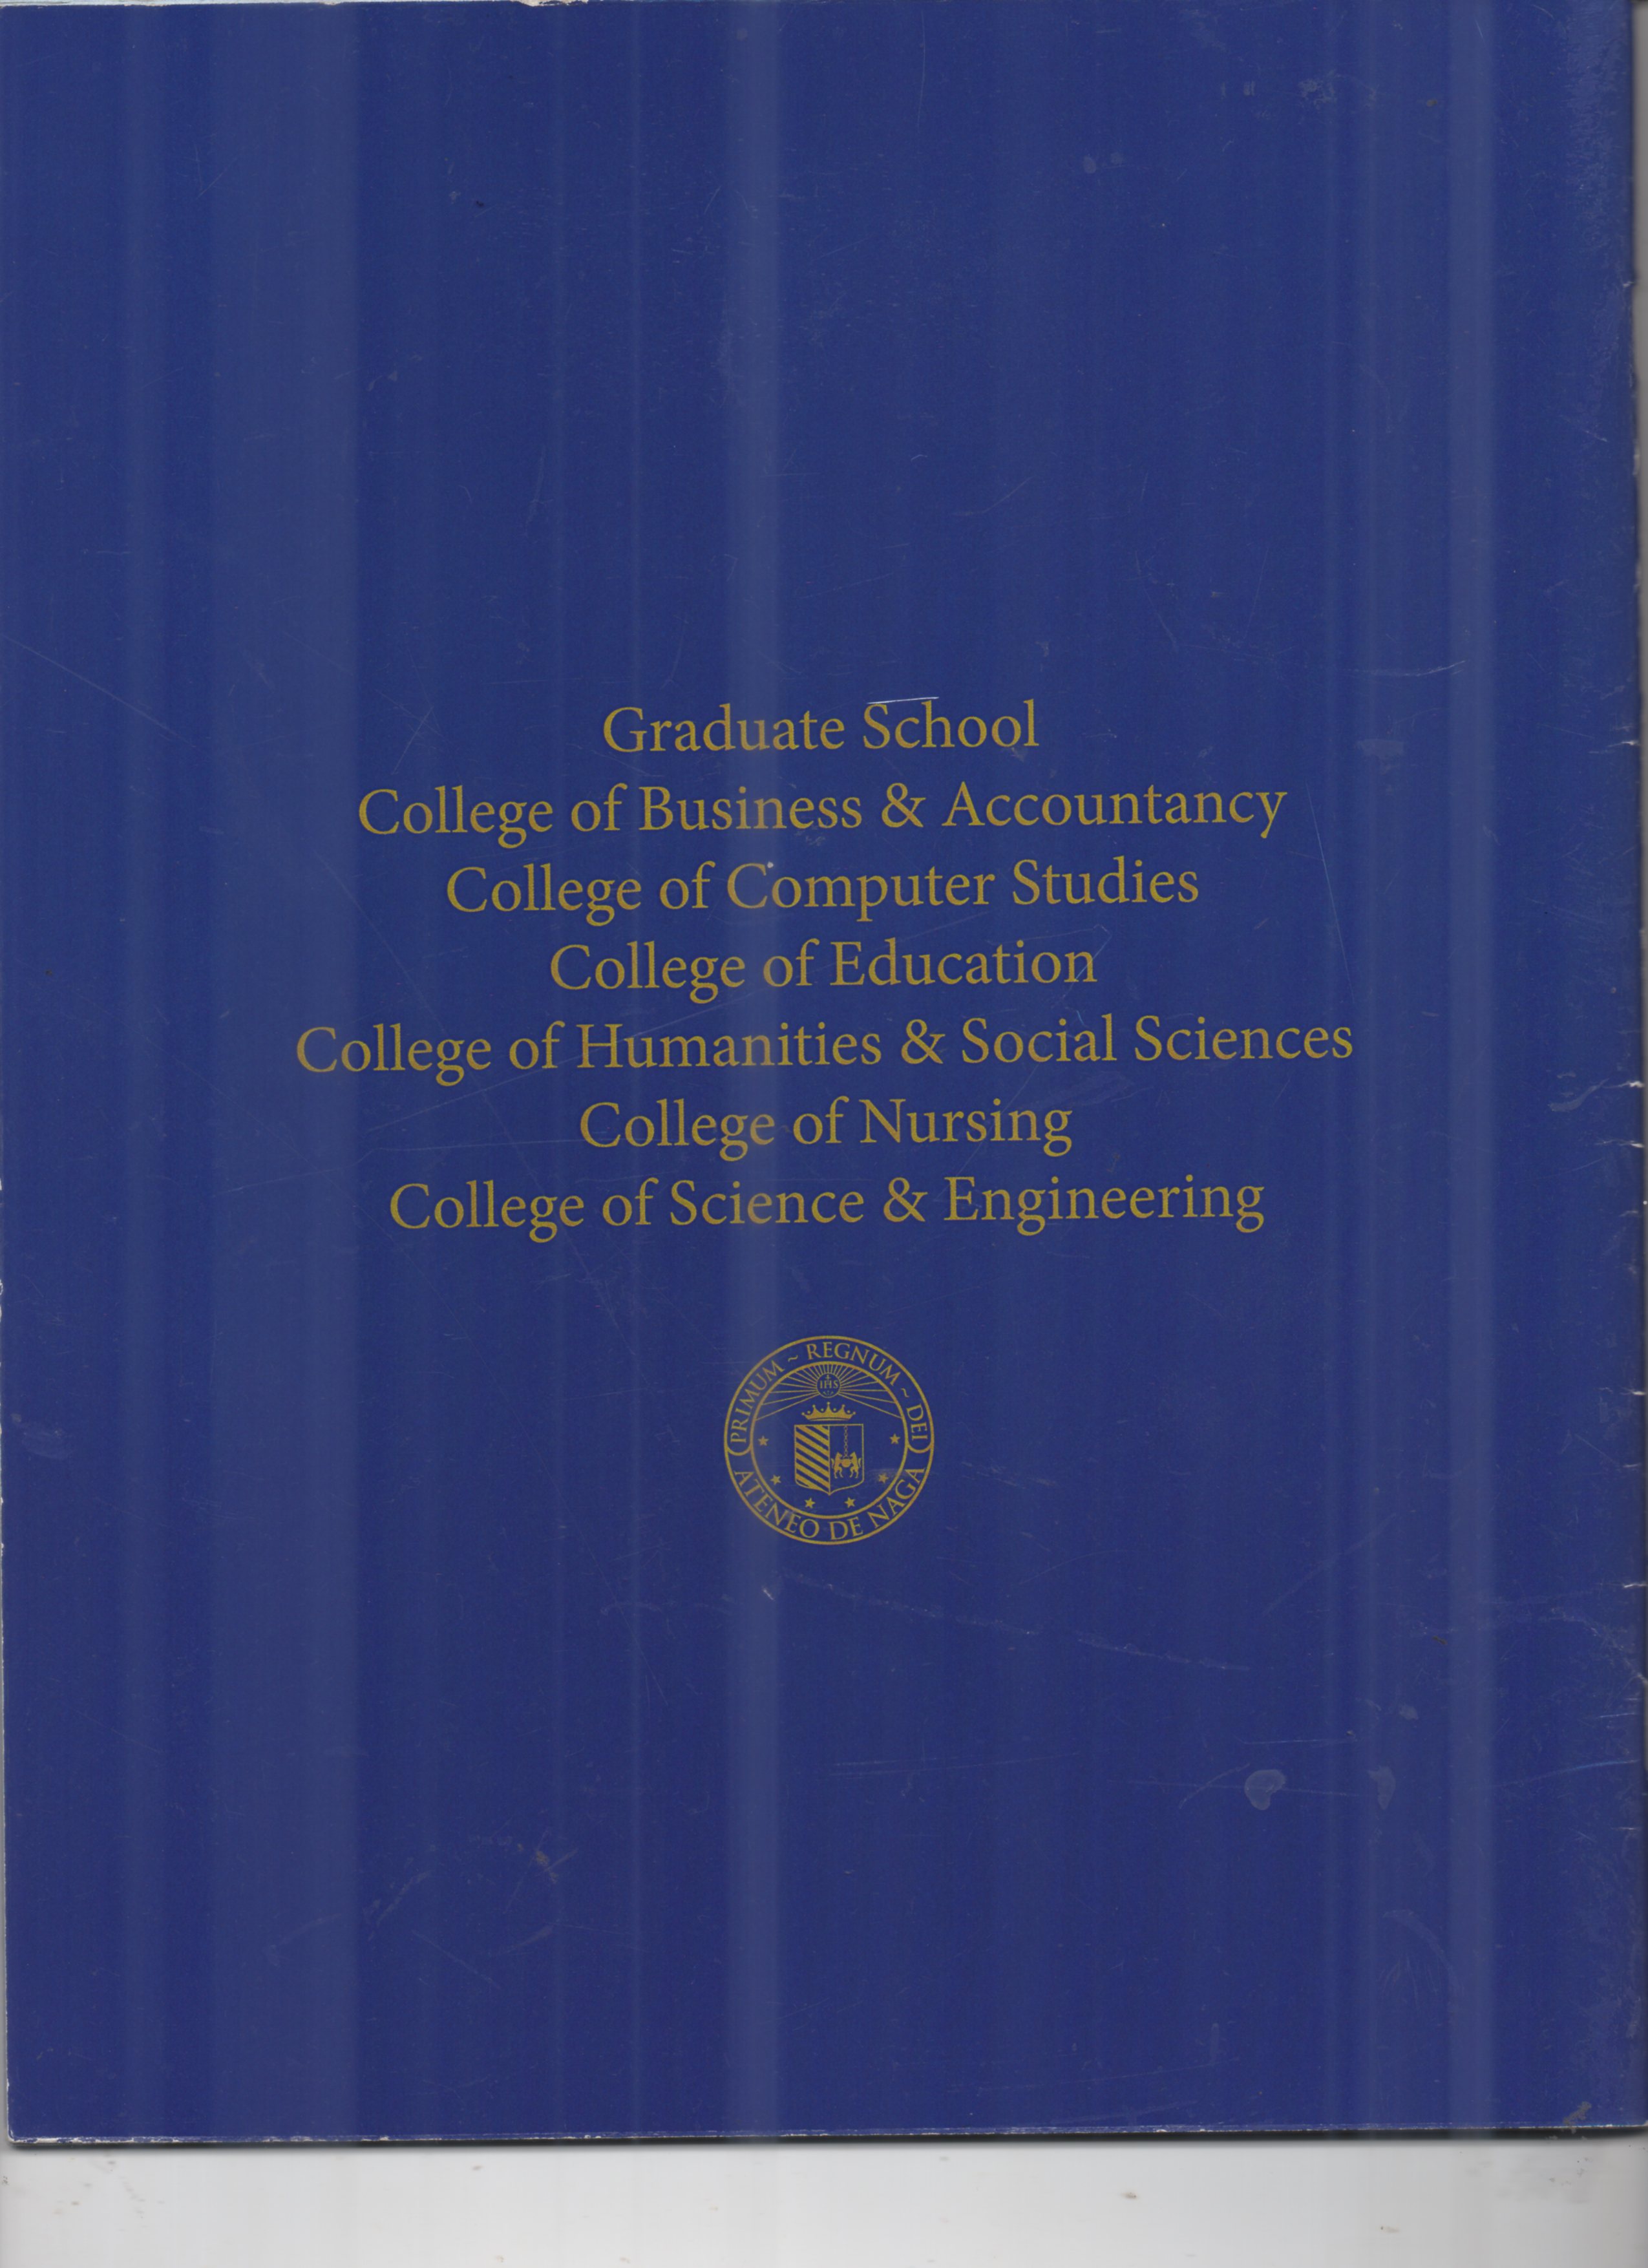 Graduate School
College of Business & Accountancy
College of Computer Studies
College of Education
College of Humanities & Social Sciences
College of Nursing
College of Science & Engineering
PRIMUM ~ REGNUM ~ DEI
IHS
ATENEO DE NAGA